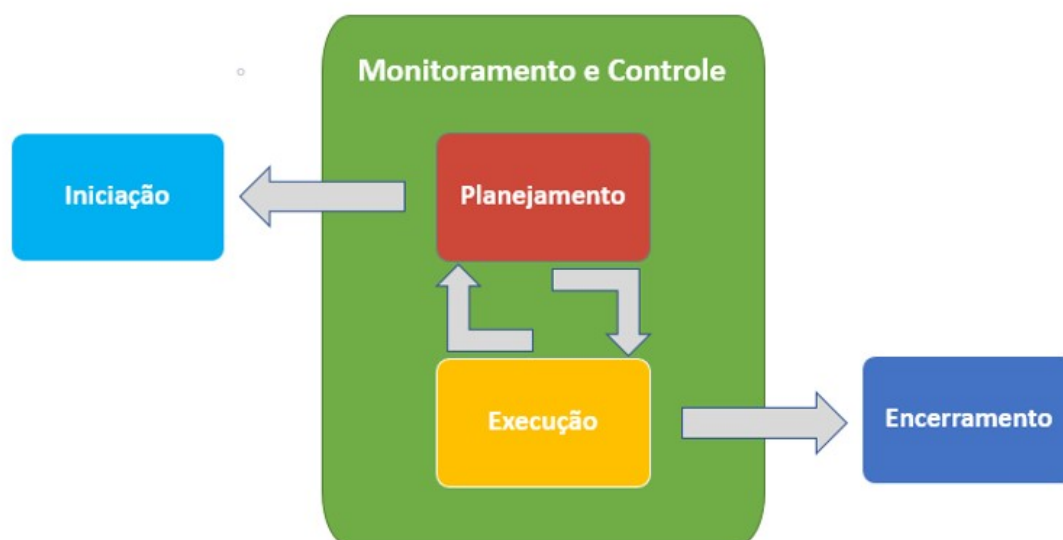 Monitoramento e Controle
Iniciação
Planejamento
Execução
Encerramento